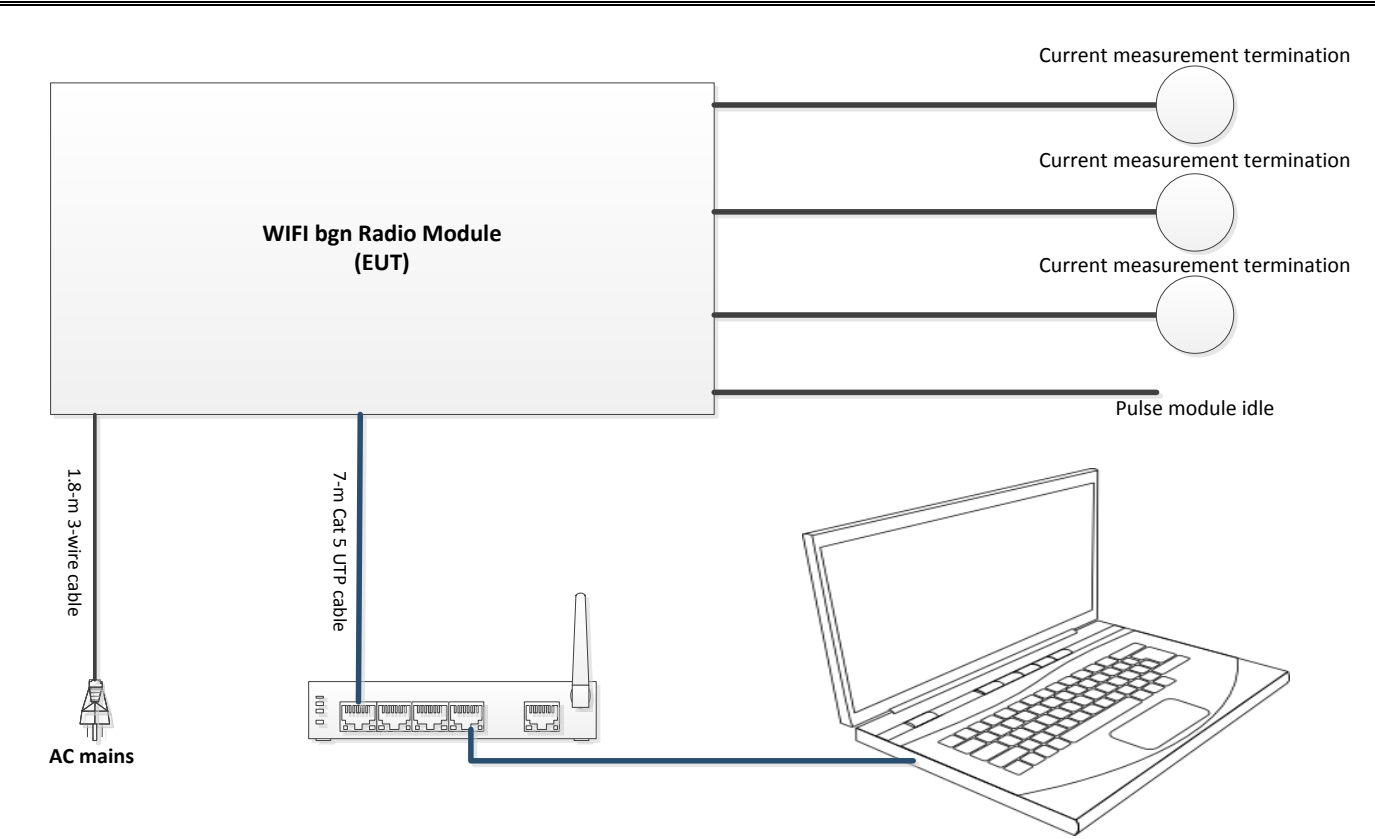 Current measurement termination
Current measurement termination
WIFI bgn Radio Module
(EUT)
Current measurement termination
Pulse module idle
1.8-m 3-wire cable
7-m Cat 5 UTP cable
AC mains